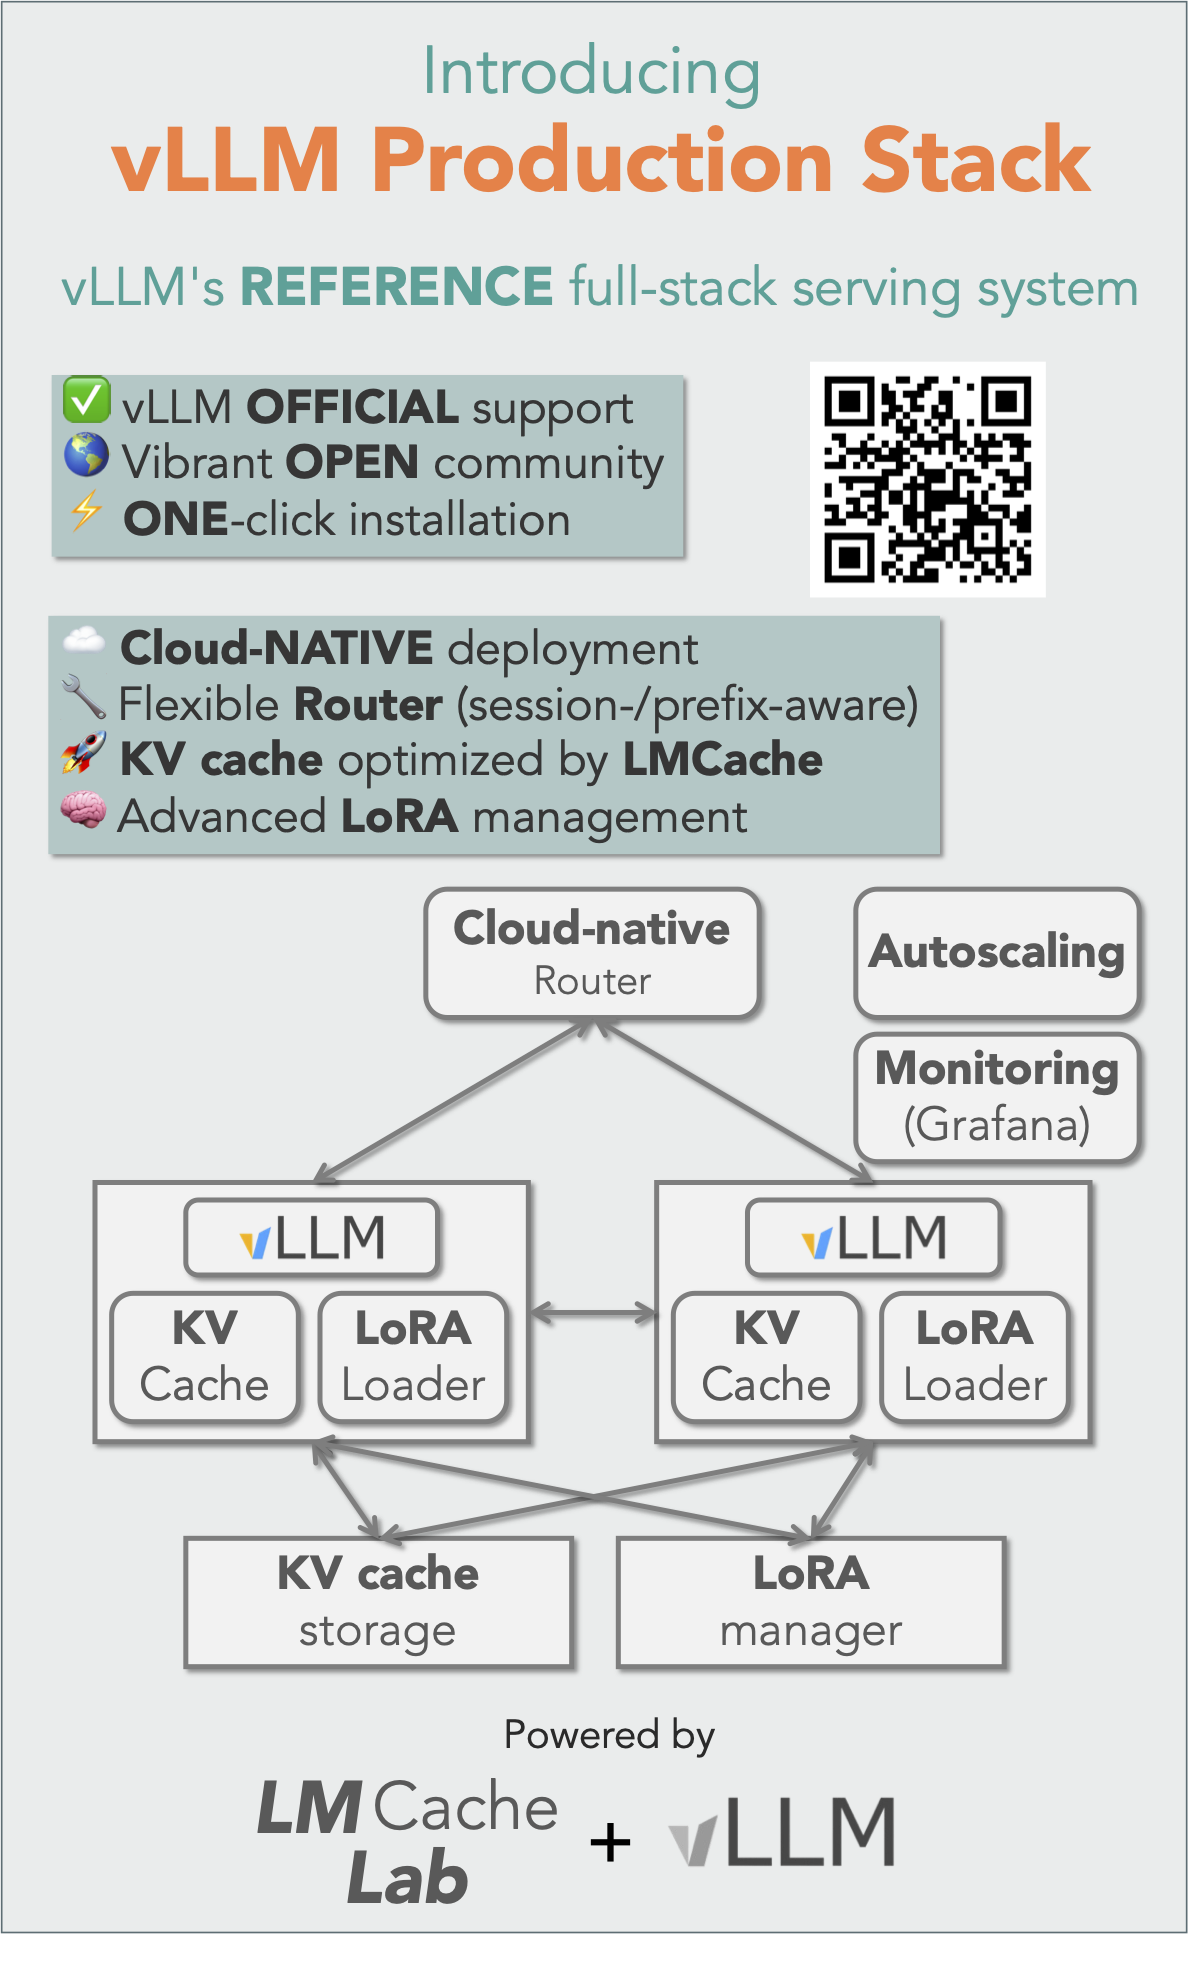 Introducing
vLLM Production Stack
vLLM's REFERENCE full-stack serving system
✅ vLLM OFFICIAL support
🌎 Vibrant OPEN community
⚡ ONE-click installation
☁️ Cloud-NATIVE deployment
🔧 Flexible Router (session-/prefix-aware)
🚀 KV cache optimized by LMCache
🧠 Advanced LoRA management
Cloud-native
Router
Autoscaling
Monitoring
(Grafana)
vLLM
KV
Cache
LoRA
Loader
vLLM
KV
Cache
LoRA
Loader
KV cache
storage
LoRA
manager
Powered by
LMCache
Lab
+
vLLM